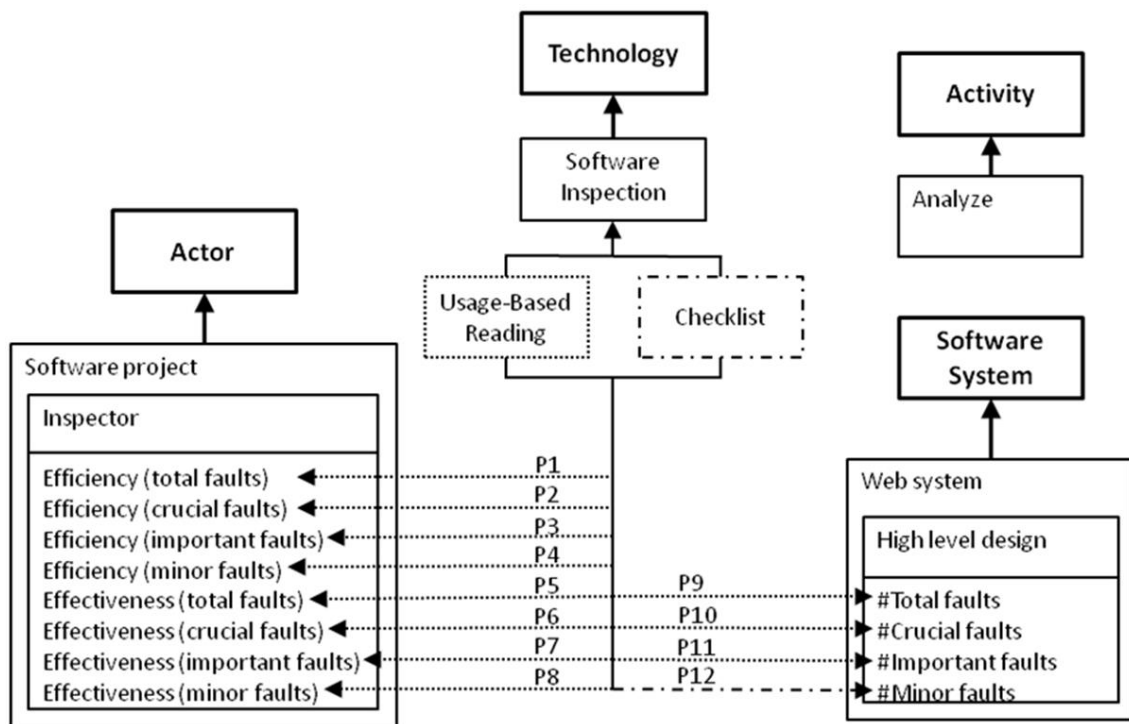 Technology
Activity
Software
Inspection
Analyze
Actor
Usage-Based
Reading
Checklist
Software
System
Software project
Inspector
Efficiency (total faults)
P1
Efficiency (crucial faults)
P2
Efficiency (important faults)
P3
Efficiency (minor faults)
P4
Effectiveness (total faults)
P5
Effectiveness (crucial faults)
P6
Effectiveness (important faults)
P7
Effectiveness (minor faults)
P8
Web system
High level design
P9
#Total faults
P10
#Crucial faults
P11
#Important faults
P12
#Minor faults